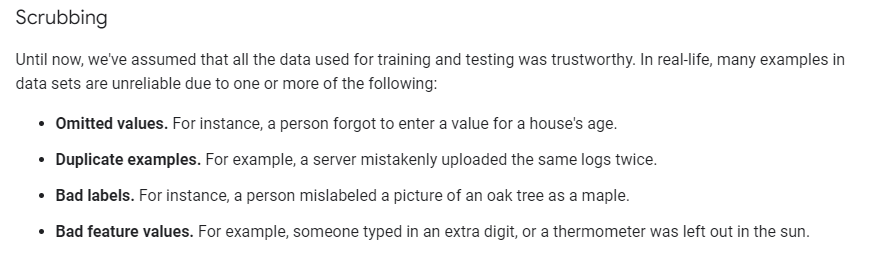 Scrubbing
Until now, we've assumed that all the data used for training and testing was trustworthy. In real-life, many examples in
data sets are unreliable due to one or more of the following:
• Omitted values. For instance, a person forgot to enter a value for a house's age.
• Duplicate examples. For example, a server mistakenly uploaded the same logs twice.
• Bad labels. For instance, a person mislabeled a picture of an oak tree as a maple.
• Bad feature values. For example, someone typed in an extra digit, or a thermometer was left out in the sun.